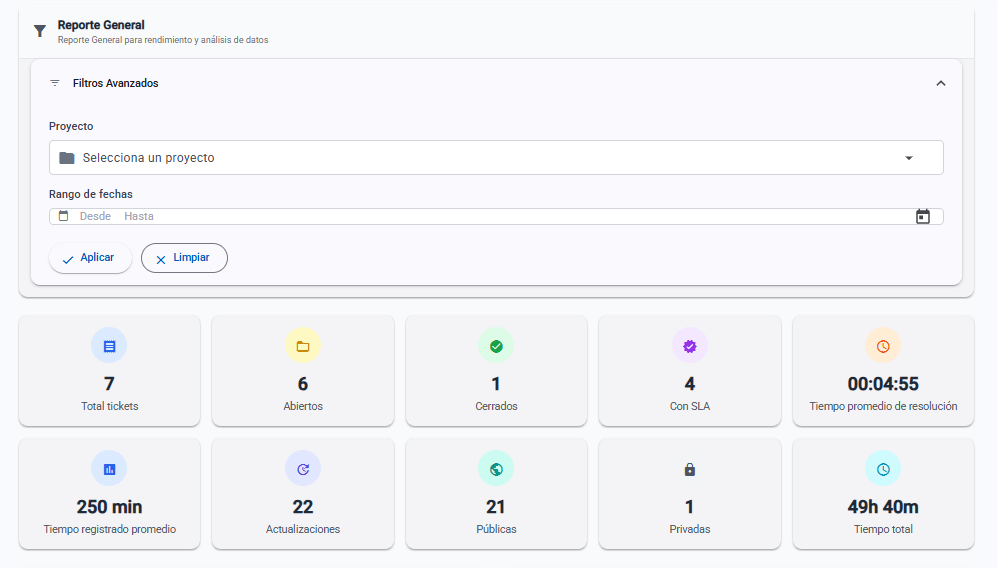 Reporte General
Reporte General para rendimiento y análisis de datos
Filtros Avanzados
Proyecto
Selecciona un proyecto
Rango de fechas
Desde Hasta
Aplicar Limpiar
7 6 1 4 00:04:55
Total tickets Abiertos Cerrados Con SLA Tiempo promedio de resolución
250 min 22 21 1 49h 40m
Tiempo registrado promedio Actualizaciones Públicas Privadas Tiempo total